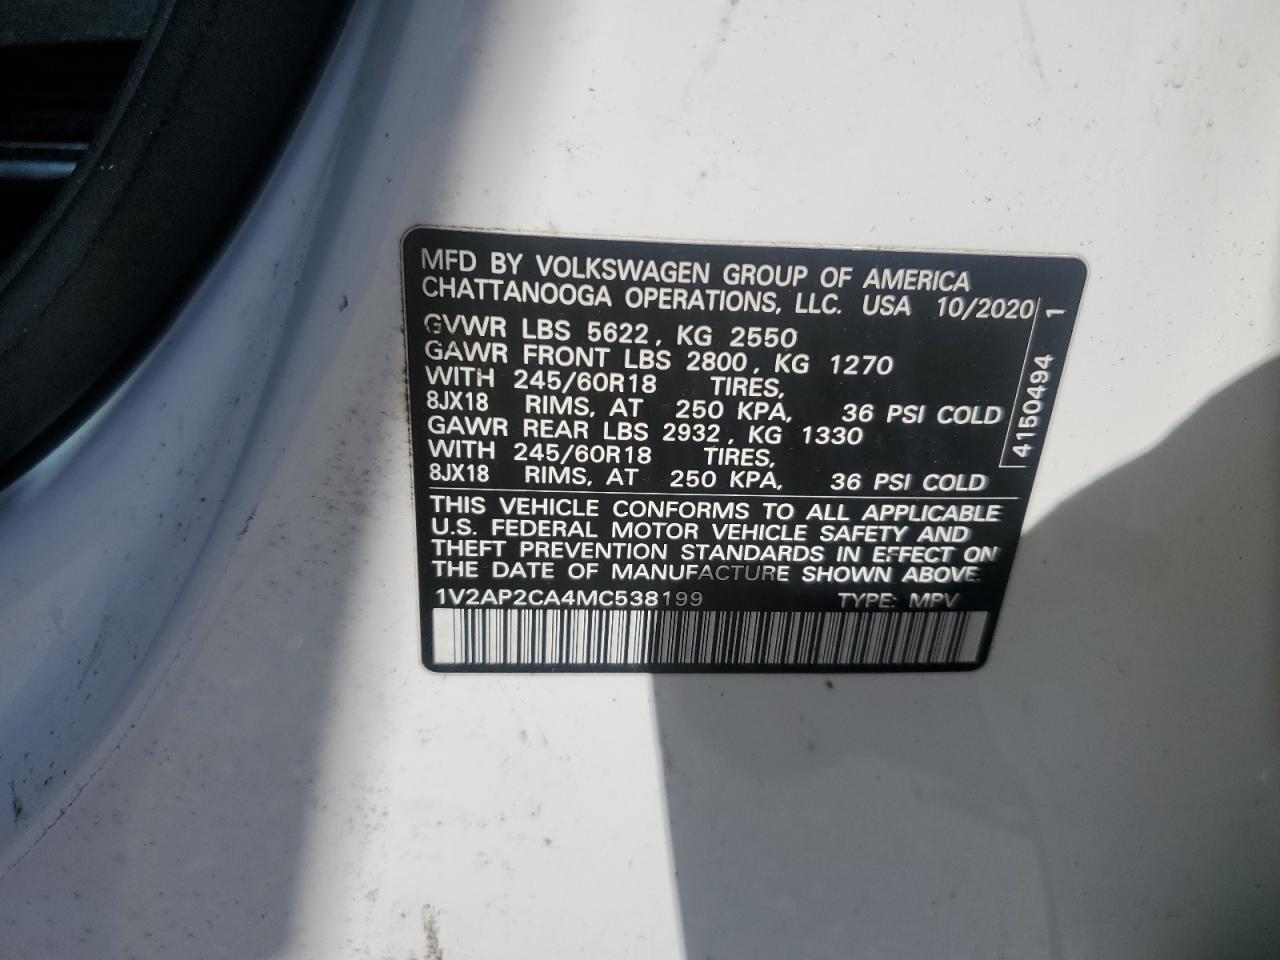 MFD BY VOLKSWAGEN GROUP OF AMERICA
CHATTANOOGA OPERATIONS, LLC. USA 10/2020
GVWR LBS 5622, KG 2550
GAWR FRONT LBS 2800, KG 1270
WITH 245/60R18 TIRES,
8JX18 RIMS, AT 250 KPA, 36 PSI COLD
GAWR REAR LBS 2932, KG 1330
WITH 245/60R18 TIRES,
8JX18 RIMS, AT 250 KPA, 36 PSI COLD
4150494 1
THIS VEHICLE CONFORMS TO ALL APPLICABLE
U.S. FEDERAL MOTOR VEHICLE SAFETY AND
THEFT PREVENTION STANDARDS IN EFFECT ON
THE DATE OF MANUFACTURE SHOWN ABOVE.
1V2AP2CA4MC538199 TYPE: MPV